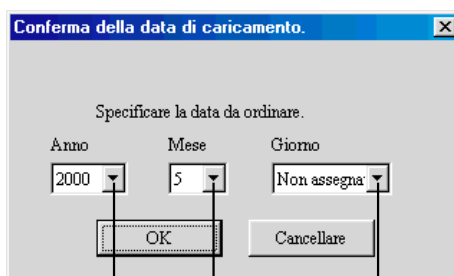 Conferma della data di caricamento.
Specificare la data da ordinare.
Anno Mese Giorno
2000 5 Non assegna
OK Cancellare